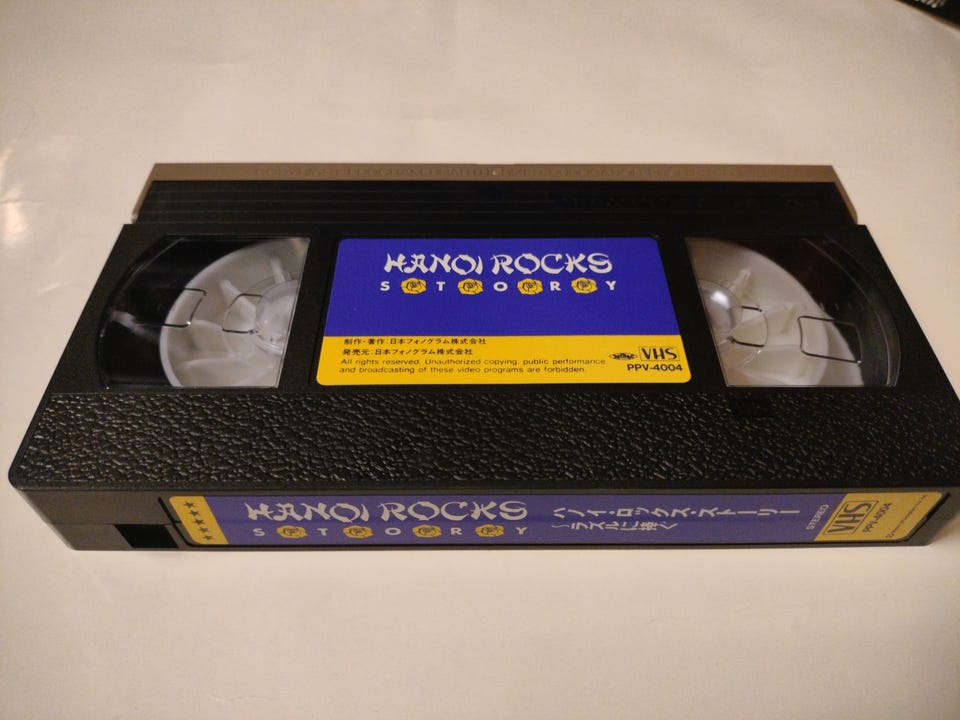 HANOI ROCKS
STORY
制作・著作:日本フォノグラム株式会社
発売元:日本フォノグラム株式会社
All rights reserved. Unauthorized copying, public performance
and broadcasting of these video programs are forbidden.
VHS
PPV-4004
HANOI ROCKS
STORY
ハノイ・ロックス・ストーリー
〜ラズルに捧ぐ
STEREO
VHS
PPV-4004